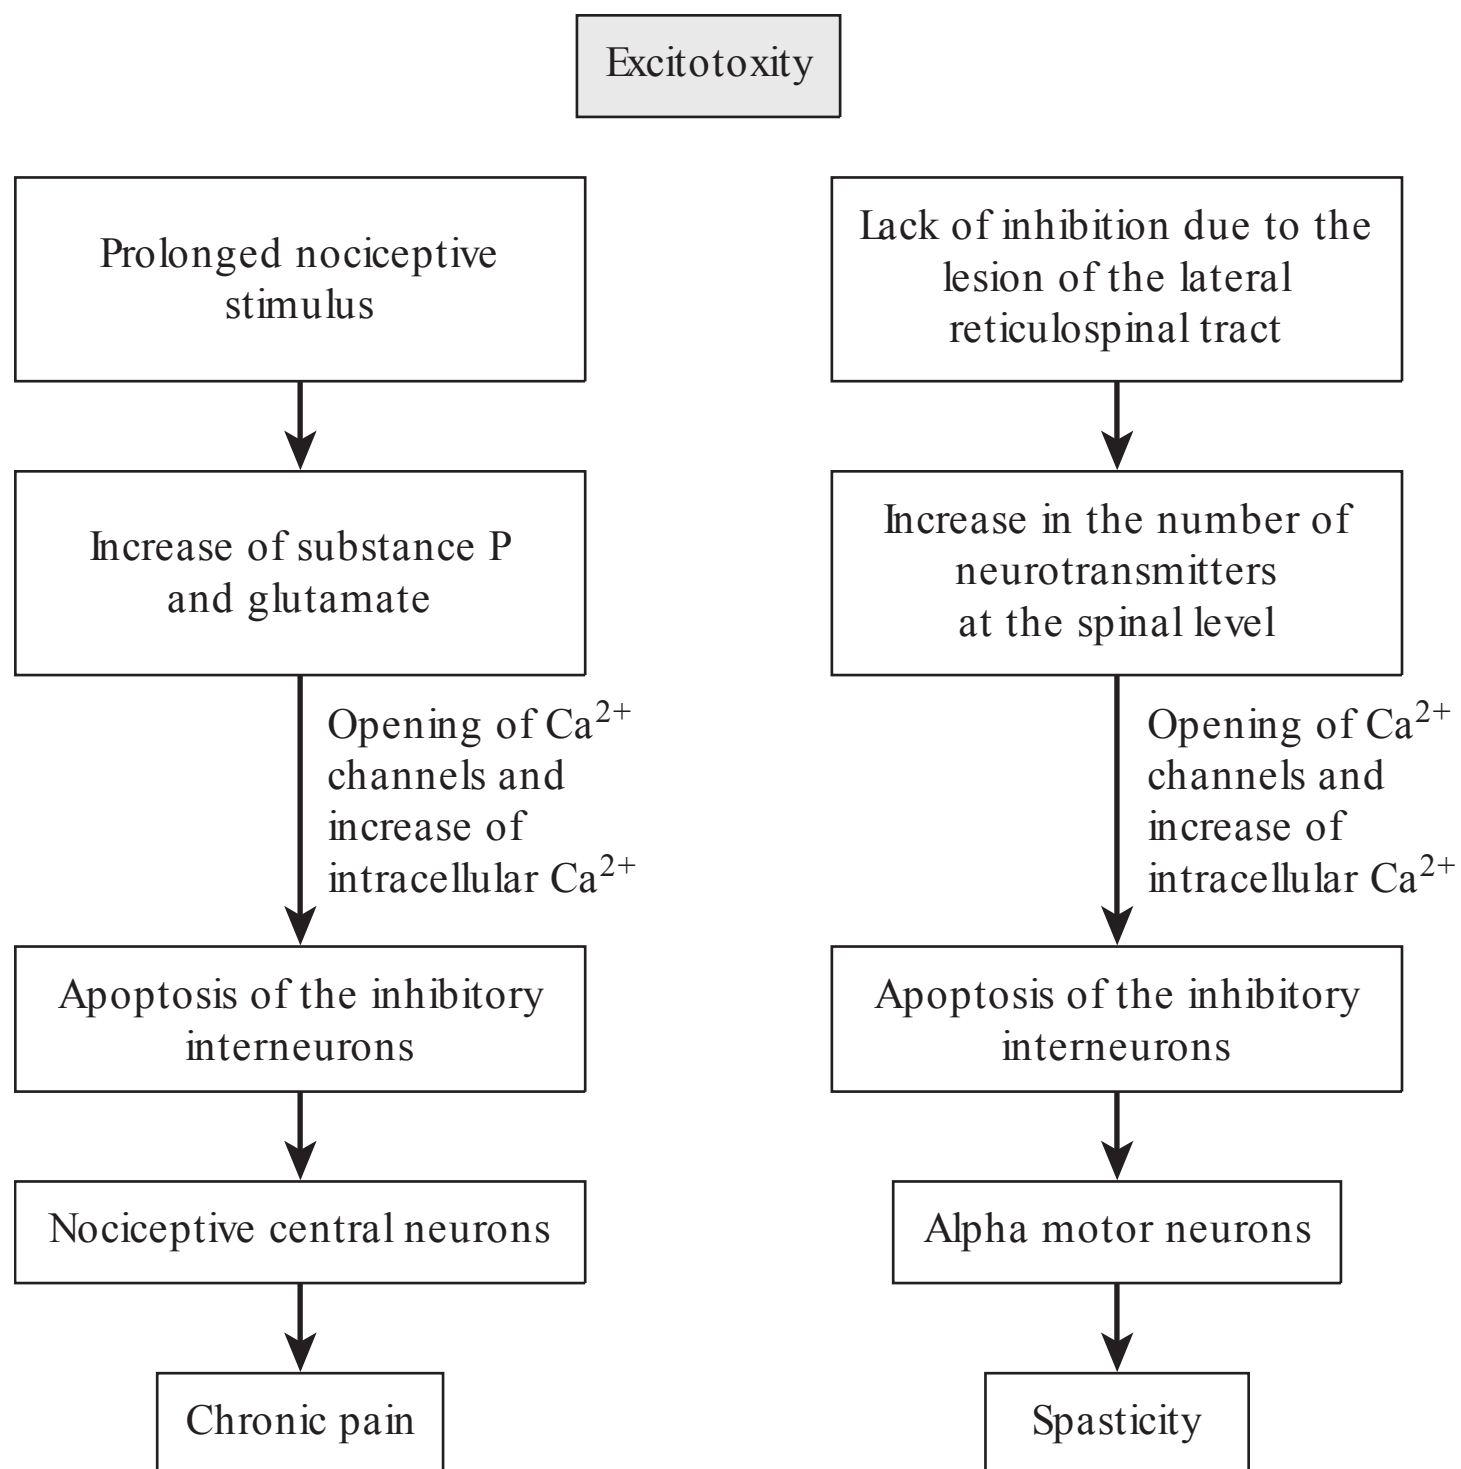 Excitotoxity
Prolonged nociceptive
stimulus
Increase of substance P
and glutamate
Opening of Ca²⁺
channels and
increase of
intracellular Ca²⁺
Apoptosis of the inhibitory
interneurons
Nociceptive central neurons
Chronic pain
Lack of inhibition due to the
lesion of the lateral
reticulospinal tract
Increase in the number of
neurotransmitters
at the spinal level
Opening of Ca²⁺
channels and
increase of
intracellular Ca²⁺
Apoptosis of the inhibitory
interneurons
Alpha motor neurons
Spasticity